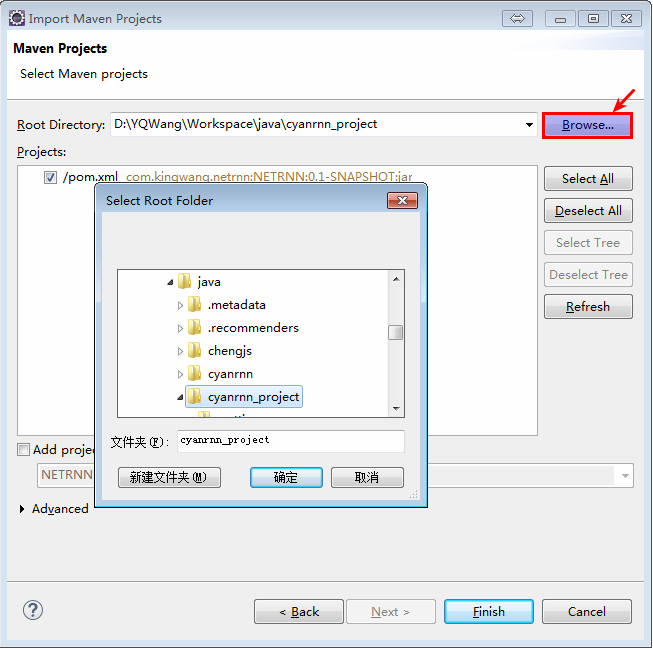 Import Maven Projects
Maven Projects
Select Maven projects
Root Directory: D:\YQWang\Workspace\java\cyanrnn_project Browse...
Projects:
/pom.xml com.kingwang.netrnn:NETRNN:0.1-SNAPSHOT:jar
Select All
Deselect All
Select Tree
Deselect Tree
Refresh
Select Root Folder
java
.metadata
.recommenders
chengjs
cyanrnn
cyanrnn_project
文件夹(F): cyanrnn_project
新建文件夹(M) 确定 取消
Add projec
NETRNN
Advanced
< Back Next > Finish Cancel